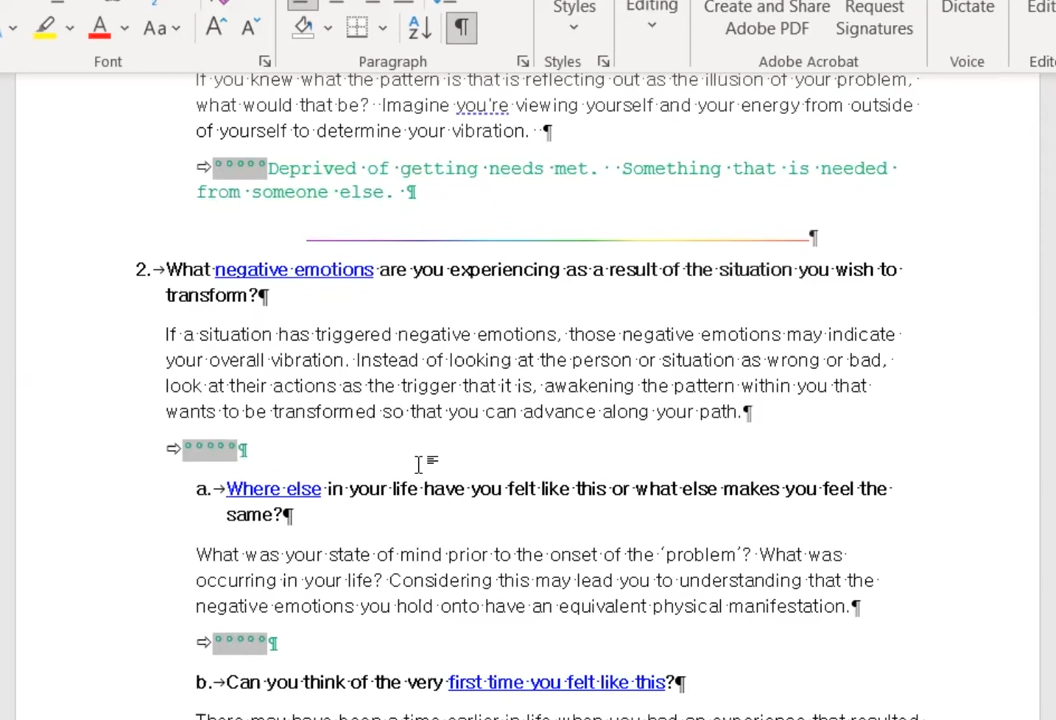 Aa
A
A
A
Styles
Editing
Create and Share
Adobe PDF
Request
Signatures
Dictate
Font
Paragraph
Styles
Adobe Acrobat
Voice
If you knew what the pattern is that is reflecting out as the illusion of your problem,
what would that be?  Imagine you're viewing yourself and your energy from outside
of yourself to determine your vibration.  ¶
⇨ Deprived of getting needs met.  Something that is needed
from someone else. ¶
¶
2.→What negative emotions are you experiencing as a result of the situation you wish to
transform?¶
If a situation has triggered negative emotions, those negative emotions may indicate
your overall vibration. Instead of looking at the person or situation as wrong or bad,
look at their actions as the trigger that it is, awakening the pattern within you that
wants to be transformed so that you can advance along your path.¶
⇨ ¶
a.→Where else in your life have you felt like this or what else makes you feel the
same?¶
What was your state of mind prior to the onset of the 'problem'? What was
occurring in your life? Considering this may lead you to understanding that the
negative emotions you hold onto have an equivalent physical manifestation.¶
⇨ ¶
b.→Can you think of the very first time you felt like this?¶
There may have been a time earlier in life when you had an experience that resulted